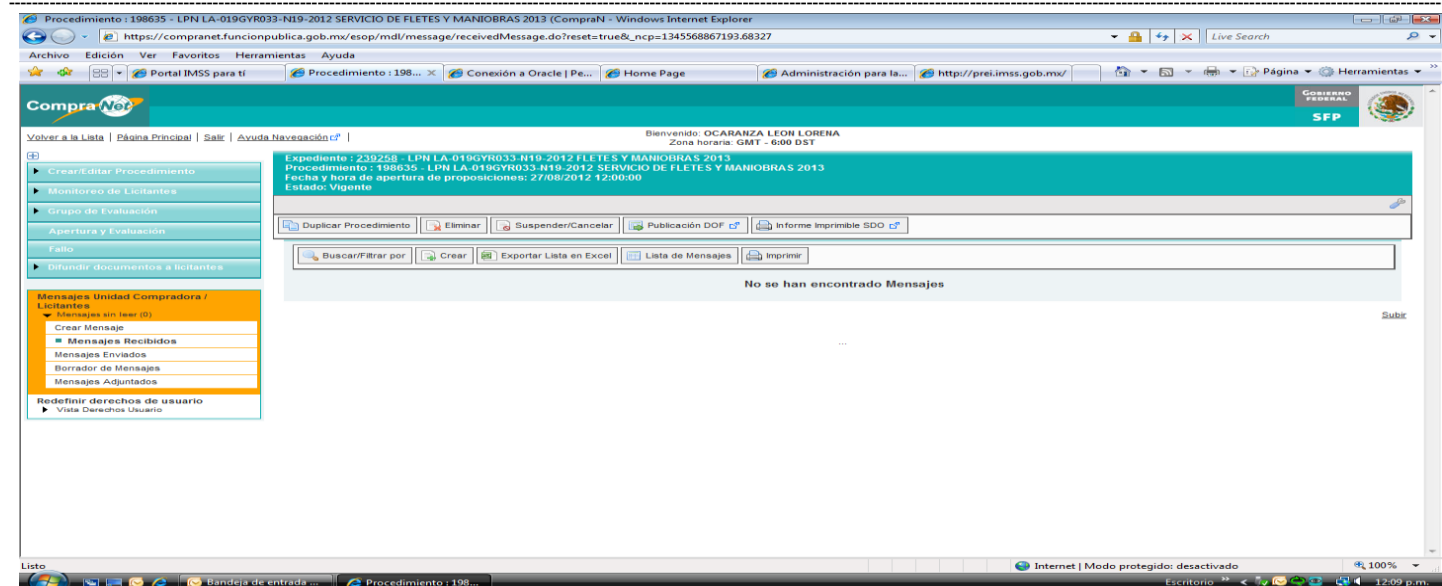 Procedimiento : 198635 - LPN LA-019GYR033-N19-2012 SERVICIO DE FLETES Y MANIOBRAS 2013 (CompraN - Windows Internet Explorer
https://compranet.funcionpublica.gob.mx/esop/mdl/message/receivedMessage.do?reset=true&_ncp=1345568867193.68327
Live Search
Archivo Edición Ver Favoritos Herramientas Ayuda
Portal IMSS para tí
Procedimiento : 198...
Conexión a Oracle | Pe...
Home Page
Administración para la...
http://prei.imss.gob.mx/
Página
Herramientas
CompraNet
GOBIERNO FEDERAL
SFP
Volver a la Lista | Página Principal | Salir | Ayuda Navegación |
Bienvenido: OCARANZA LEON LORENA
Zona horaria: GMT - 6:00 DST
Expediente : 239258 - LPN LA-019GYR033-N19-2012 FLETES Y MANIOBRAS 2013
Procedimiento : 198635 - LPN LA-019GYR033-N19-2012 SERVICIO DE FLETES Y MANIOBRAS 2013
Fecha y hora de apertura de proposiciones: 27/08/2012 12:00:00
Estado: Vigente
Crear/Editar Procedimiento
Monitoreo de Licitantes
Grupo de Evaluación
Apertura y Evaluación
Fallo
Difundir documentos a licitantes
Duplicar Procedimiento
Eliminar
Suspender/Cancelar
Publicación DOF
Informe Imprimible SDO
Buscar/Filtrar por
Crear
Exportar Lista en Excel
Lista de Mensajes
Imprimir
No se han encontrado Mensajes
Subir
...
Mensajes Unidad Compradora /
Licitantes
Mensajes sin leer (0)
Crear Mensaje
Mensajes Recibidos
Mensajes Enviados
Borrador de Mensajes
Mensajes Adjuntados
Redefinir derechos de usuario
Vista Derechos Usuario
Listo
Internet | Modo protegido: desactivado
100%
Bandeja de entrada ...
Procedimiento : 198...
Escritorio
12:09 p.m.